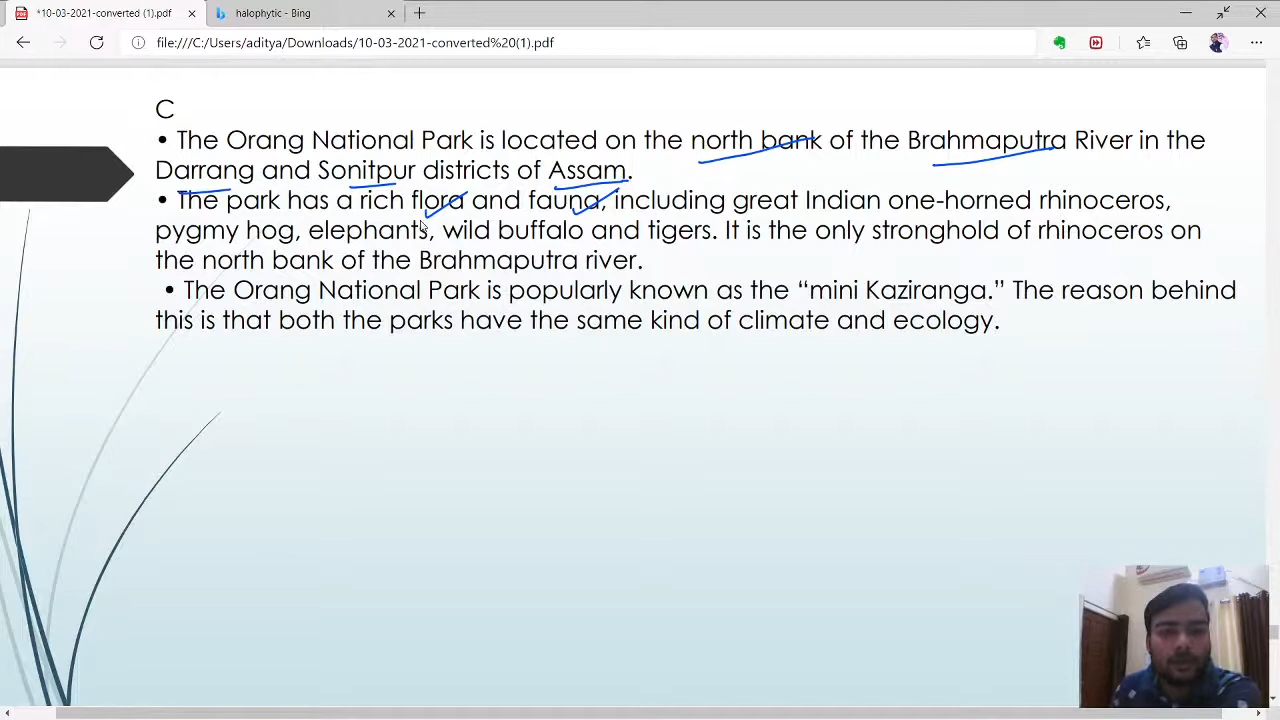 *10-03-2021-converted (1).pdf
halophytic - Bing
file:///C:/Users/aditya/Downloads/10-03-2021-converted%20(1).pdf
C
• The Orang National Park is located on the north bank of the Brahmaputra River in the
Darrang and Sonitpur districts of Assam.
• The park has a rich flora and fauna, including great Indian one-horned rhinoceros,
pygmy hog, elephants, wild buffalo and tigers. It is the only stronghold of rhinoceros on
the north bank of the Brahmaputra river.
• The Orang National Park is popularly known as the “mini Kaziranga.” The reason behind
this is that both the parks have the same kind of climate and ecology.